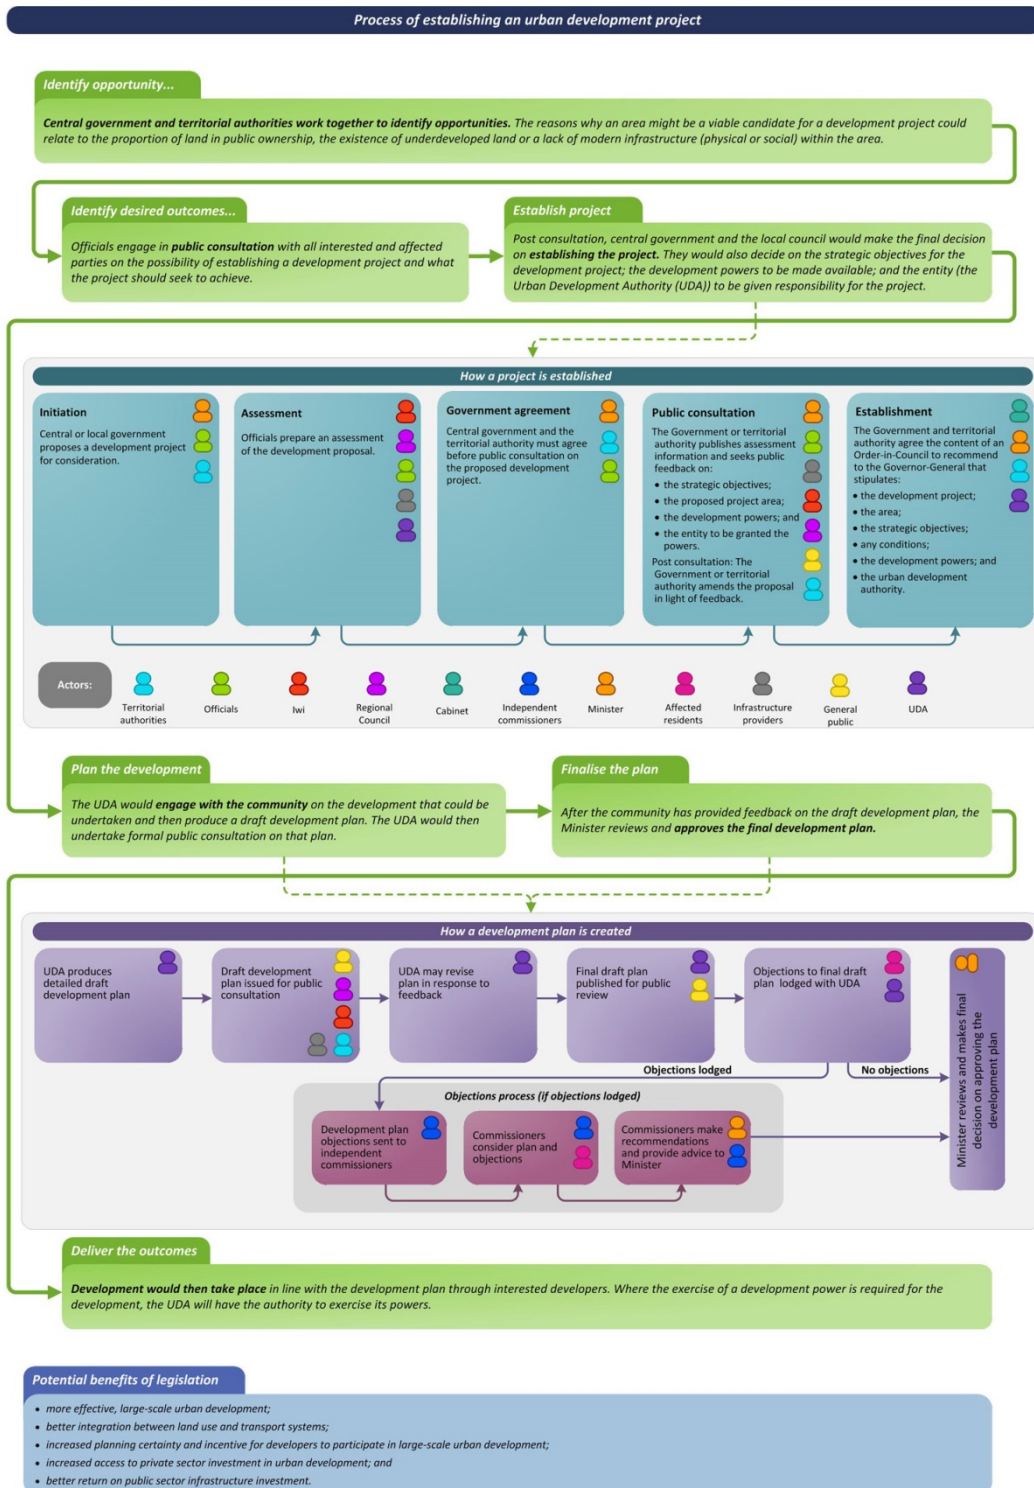 Process of establishing an urban development project
Identify opportunity...
Central government and territorial authorities work together to identify opportunities. The reasons why an area might be a viable candidate for a development project could
relate to the proportion of land in public ownership, the existence of underdeveloped land or a lack of modern infrastructure (physical or social) within the area.
Identify desired outcomes...
Officials engage in public consultation with all interested and affected
parties on the possibility of establishing a development project and what
the project should seek to achieve.
Establish project
Post consultation, central government and the local council would make the final decision
on establishing the project. They would also decide on the strategic objectives for the
development project; the development powers to be made available; and the entity (the
Urban Development Authority (UDA)) to be given responsibility for the project.
How a project is established
Initiation
Central or local government
proposes a development project
for consideration.
Assessment
Officials prepare an assessment
of the development proposal.
Government agreement
Central government and the
territorial authority must agree
before public consultation on
the proposed development
project.
Public consultation
The Government or territorial
authority publishes assessment
information and seeks public
feedback on:
• the strategic objectives;
• the proposed project area;
• the development powers; and
• the entity to be granted the
powers.
Post consultation: The
Government or territorial
authority amends the proposal
in light of feedback.
Establishment
The Government and territorial
authority agree the content of an
Order-in-Council to recommend
to the Governor-General that
stipulates:
• the development project;
• the area;
• the strategic objectives;
• any conditions;
• the development powers; and
• the urban development
authority.
Actors:
Territorial
authorities
Officials
Iwi
Regional
Council
Cabinet
Independent
commissioners
Minister
Affected
residents
Infrastructure
providers
General
public
UDA
Plan the development
The UDA would engage with the community on the development that could be
undertaken and then produce a draft development plan. The UDA would then
undertake formal public consultation on that plan.
Finalise the plan
After the community has provided feedback on the draft development plan, the
Minister reviews and approves the final development plan.
How a development plan is created
UDA produces
detailed draft
development plan
Draft development
plan issued for public
consultation
UDA may revise
plan in response to
feedback
Final draft plan
published for public
review
Objections to final draft
plan lodged with UDA
Minister reviews and makes final
decision on approving the
development plan
Objections lodged
No objections
Objections process (if objections lodged)
Development plan
objections sent to
independent
commissioners
Commissioners
consider plan and
objections
Commissioners make
recommendations
and provide advice to
Minister
Deliver the outcomes
Development would then take place in line with the development plan through interested developers. Where the exercise of a development power is required for the
development, the UDA will have the authority to exercise its powers.
Potential benefits of legislation
• more effective, large-scale urban development;
• better integration between land use and transport systems;
• increased planning certainty and incentive for developers to participate in large-scale urban development;
• increased access to private sector investment in urban development; and
• better return on public sector infrastructure investment.